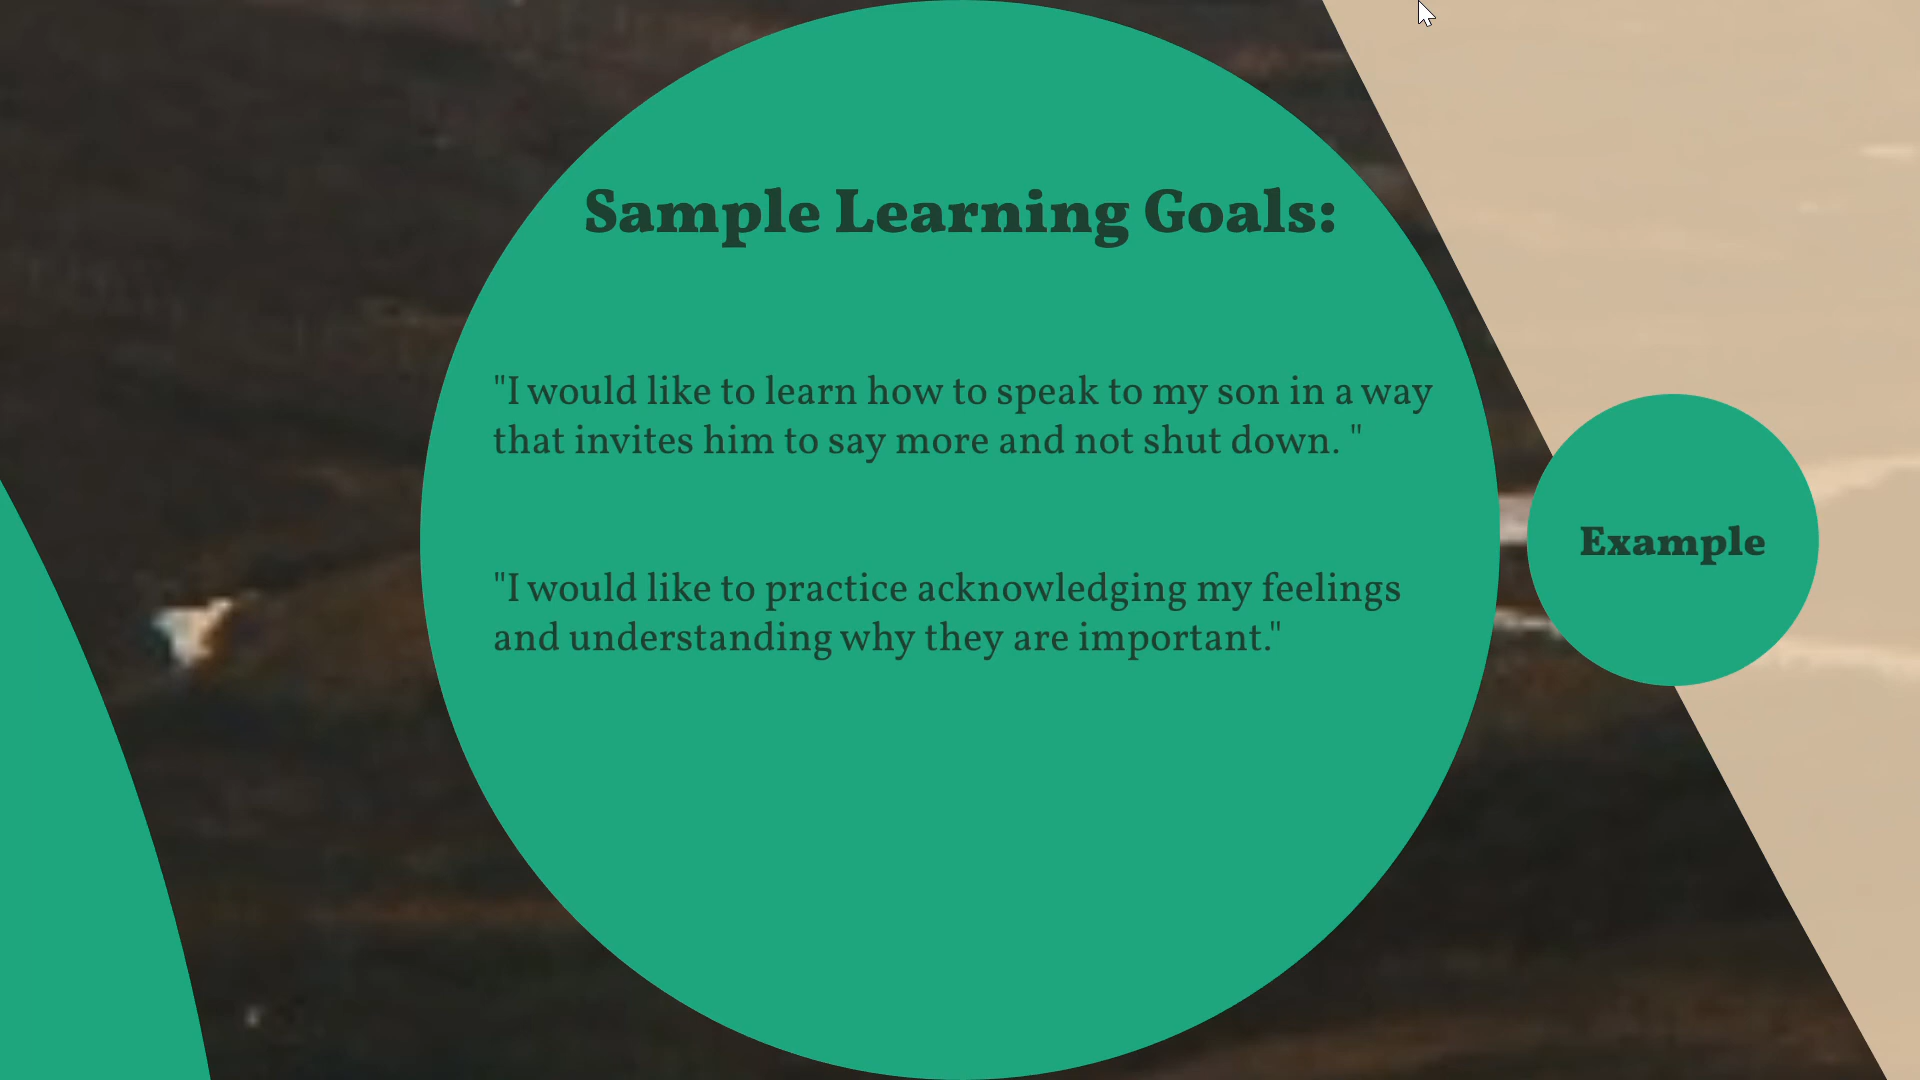 Sample Learning Goals:
"I would like to learn how to speak to my son in a way
that invites him to say more and not shut down. "
"I would like to practice acknowledging my feelings
and understanding why they are important."
Example